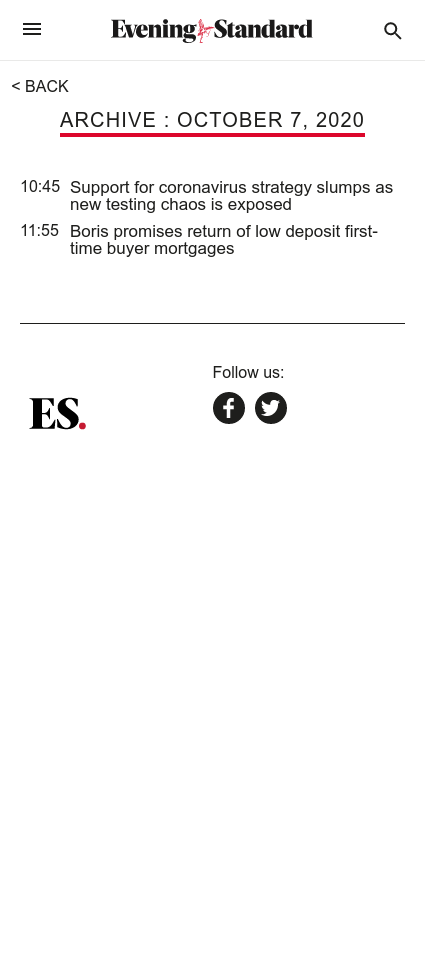 Evening Standard
< BACK
ARCHIVE : OCTOBER 7, 2020
10:45 Support for coronavirus strategy slumps as
new testing chaos is exposed
11:55 Boris promises return of low deposit first-
time buyer mortgages
Follow us:
ES.